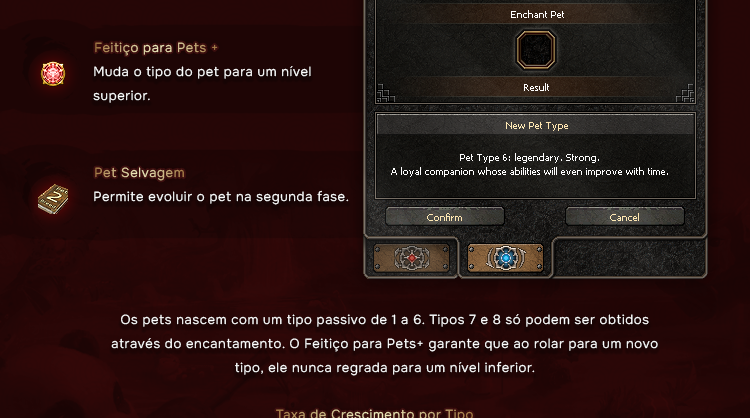 Feitiço para Pets +
Muda o tipo do pet para um nível
superior.
Pet Selvagem
Permite evoluir o pet na segunda fase.
Enchant Pet
Result
New Pet Type
Pet Type 6: legendary, Strong.
A loyal companion whose abilities will even improve with time.
Confirm
Cancel
Os pets nascem com um tipo passivo de 1 a 6. Tipos 7 e 8 só podem ser obtidos
através do encantamento. O Feitiço para Pets+ garante que ao rolar para um novo
tipo, ele nunca regrada para um nível inferior.
Taxa de Crescimento por Tipo